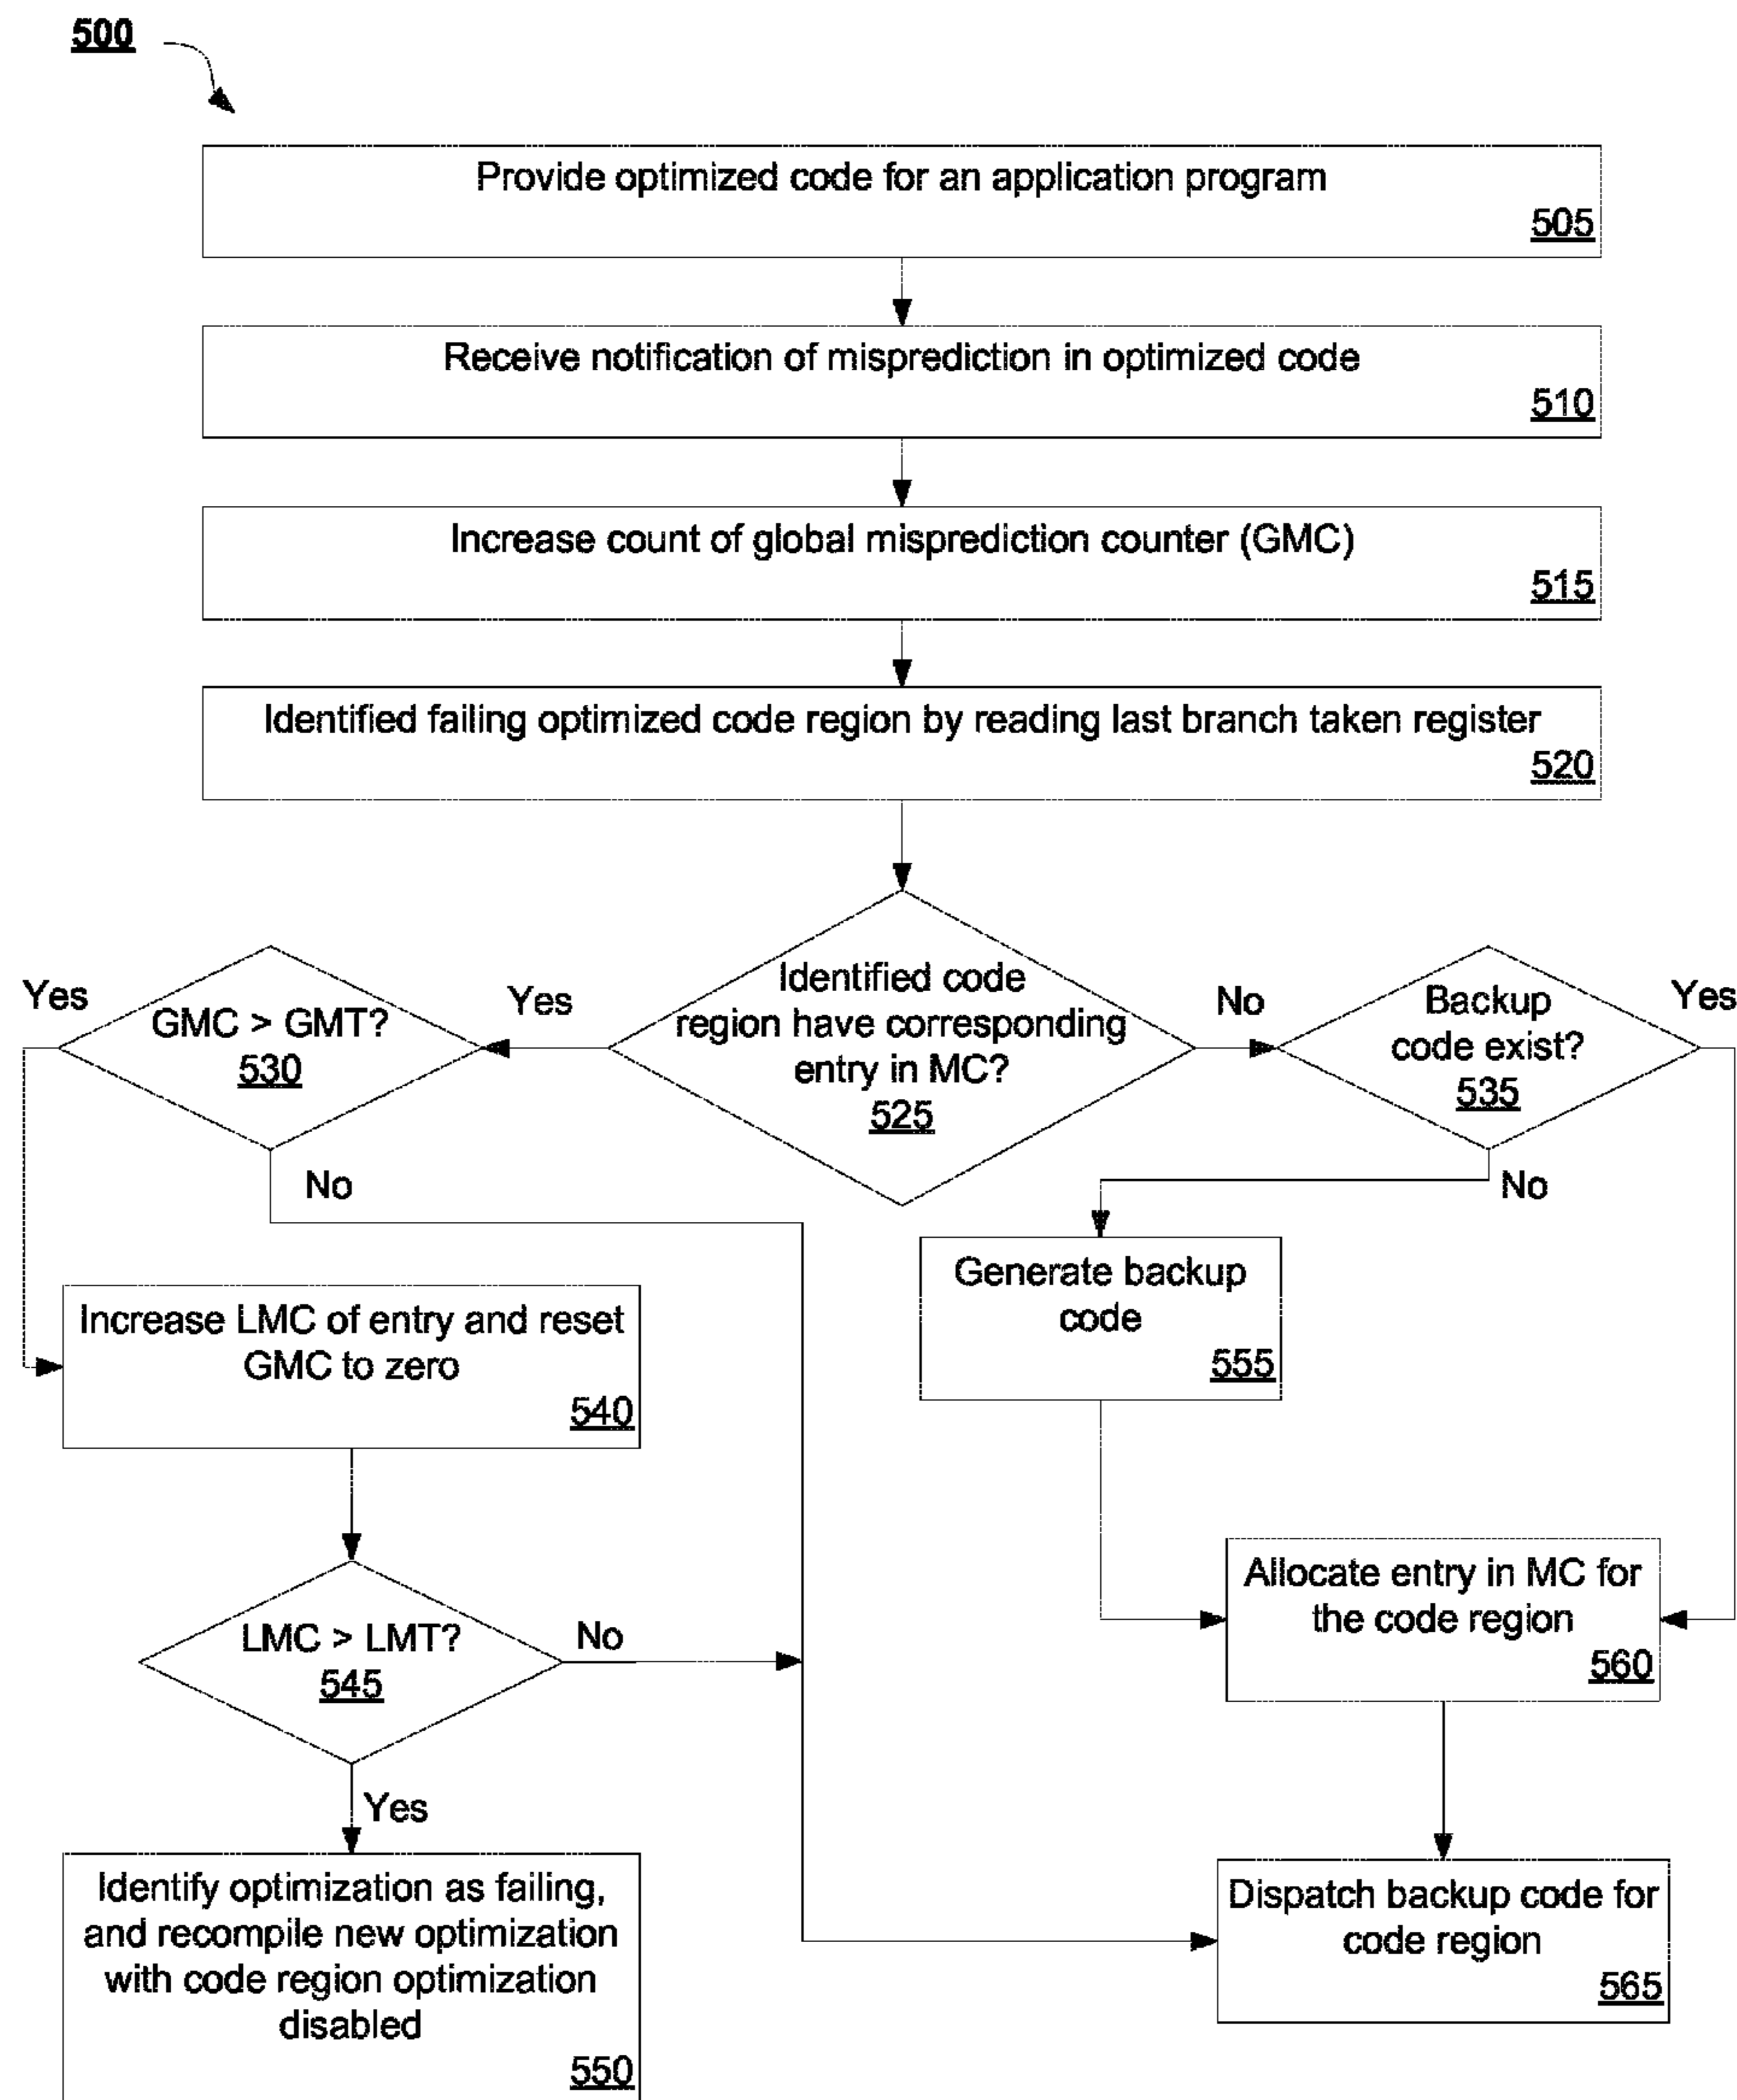 500
Provide optimized code for an application program
505
Receive notification of misprediction in optimized code
510
Increase count of global misprediction counter (GMC)
515
Identified failing optimized code region by reading last branch taken register
520
Identified code
region have corresponding
entry in MC?
525
Yes
GMC > GMT?
530
Yes
No
No
Backup
code exist?
535
Yes
No
Increase LMC of entry and reset
GMC to zero
540
Generate backup
code
555
LMC > LMT?
545
No
Yes
Allocate entry in MC for
the code region
560
Identify optimization as failing,
and recompile new optimization
with code region optimization
disabled
550
Dispatch backup code for
code region
565